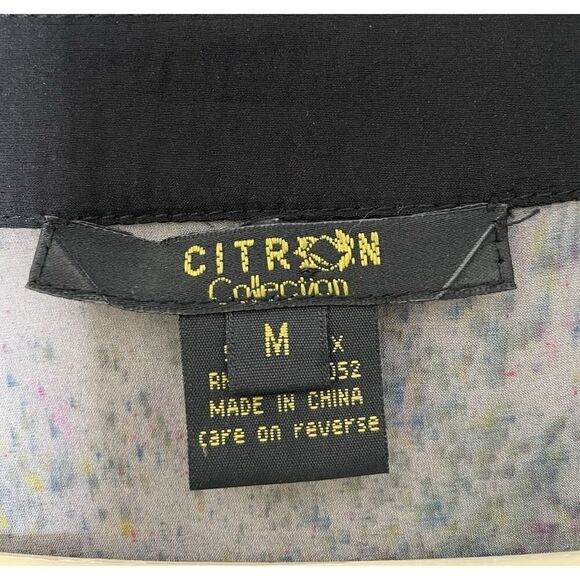 CITRON
Collection
M
MADE IN CHINA
care on reverse